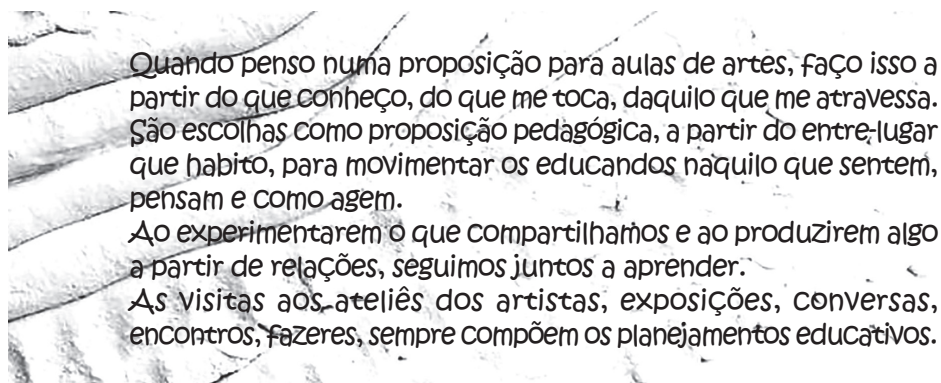 Quando penso numa proposição para aulas de artes, faço isso a
partir do que conheço, do que me toca, daquilo que me atravessa.
São escolhas como proposição pedagógica, a partir do entre-lugar
que habito, para movimentar os educandos naquilo que sentem,
pensam e como agem.
Ao experimentarem o que compartilhamos e ao produzirem algo
a partir de relações, seguimos juntos a aprender.
As visitas aos ateliês dos artistas, exposições, conversas,
encontros, fazeres, sempre compõem os planejamentos educativos.